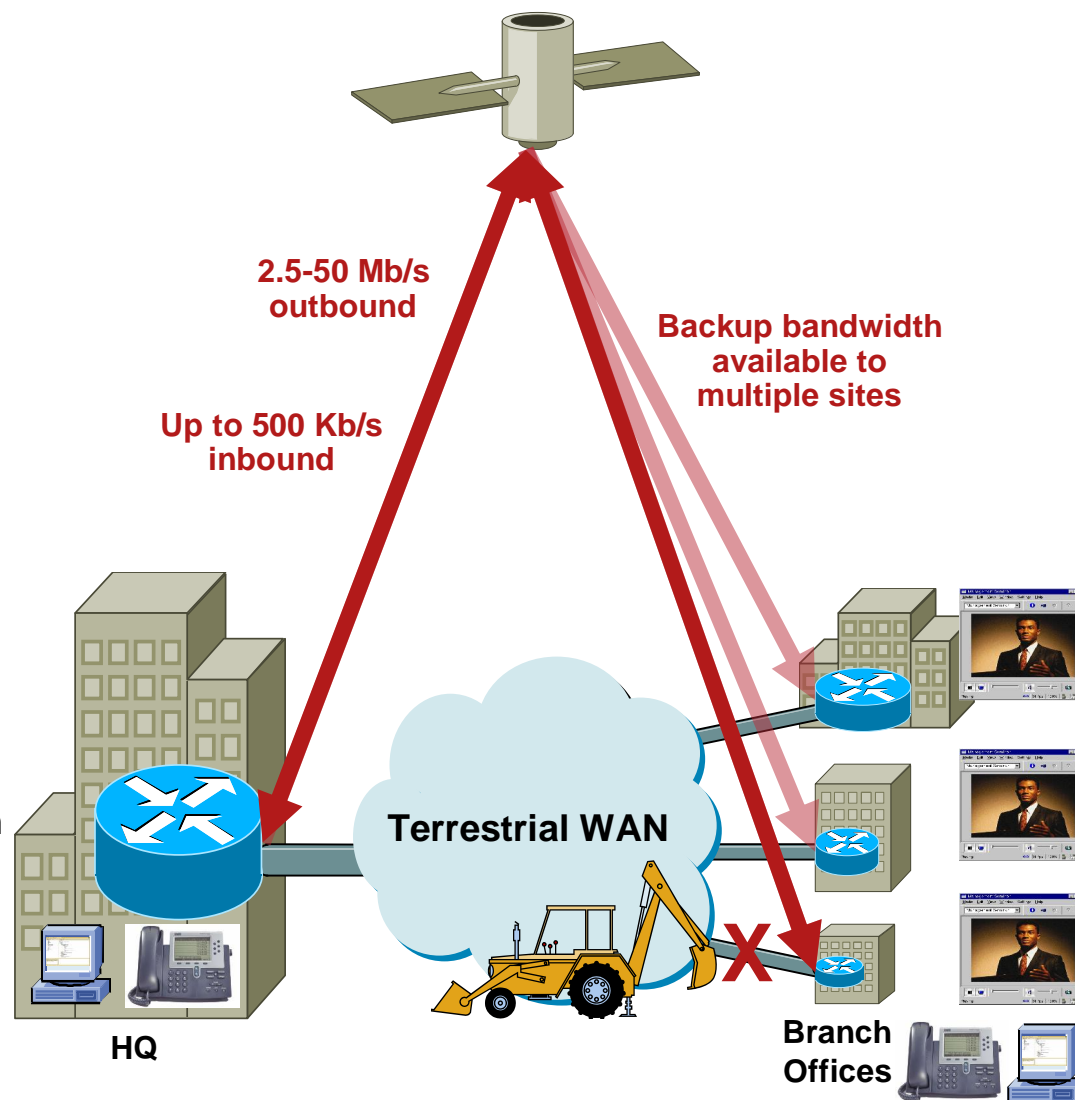 2.5-50 Mb/s
outbound
Backup bandwidth
available to
multiple sites
Up to 500 Kb/s
inbound
Terrestrial WAN
X
HQ
Branch
Offices